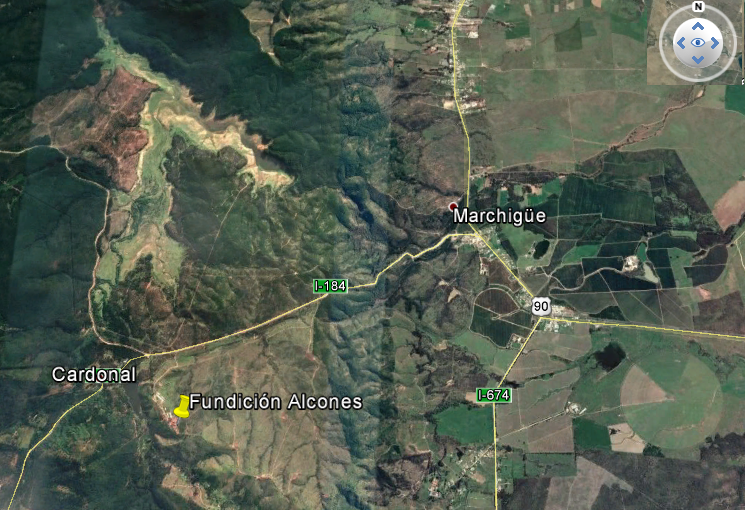 N
Marchigüe
I-184
90
Cardonal
I-674
Fundición Alcones